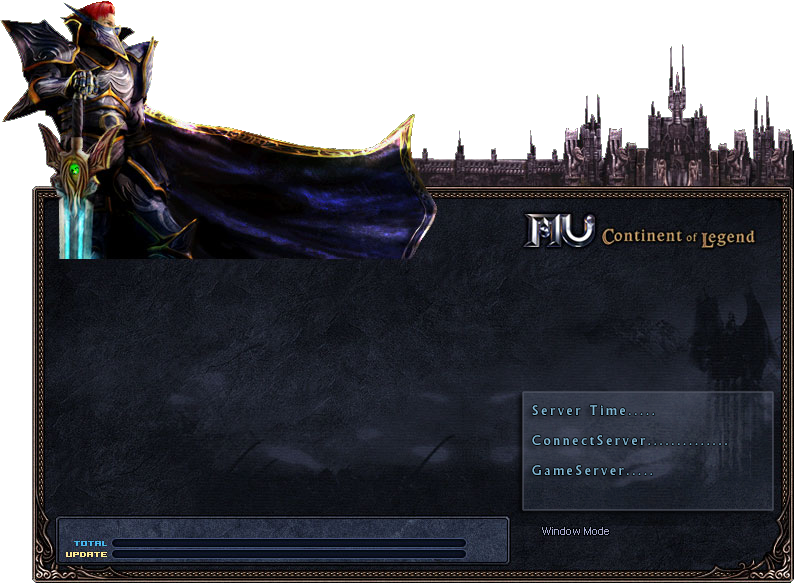 MU Continent of Legend
Server Time.....
ConnectServer..............
GameServer.....
Window Mode
TOTAL
UPDATE